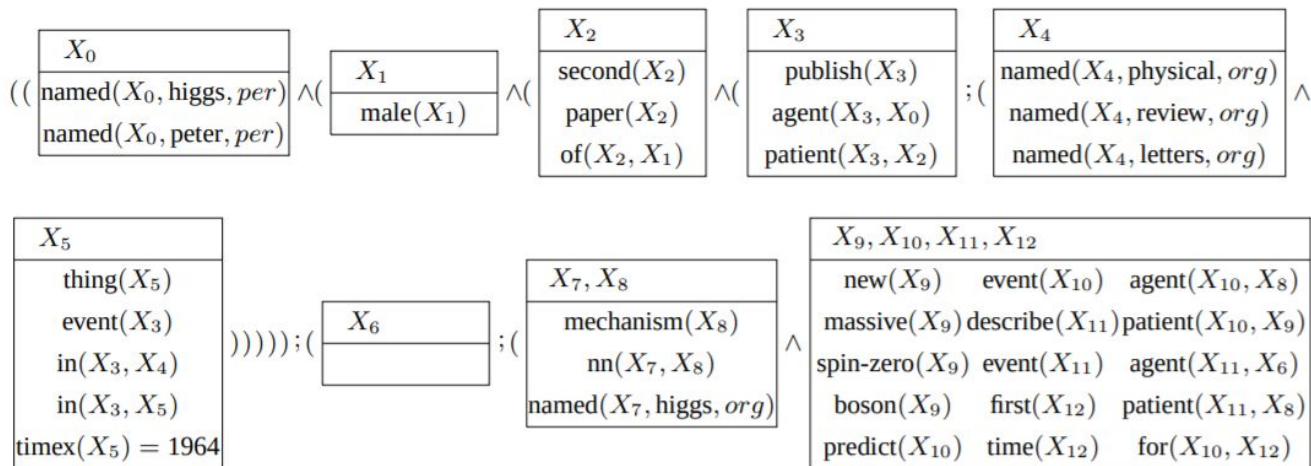 ((
X₀
named(X₀, higgs, per)
named(X₀, peter, per)
∧(
X₁
male(X₁)
∧(
X₂
second(X₂)
paper(X₂)
of(X₂, X₁)
∧(
X₃
publish(X₃)
agent(X₃, X₀)
patient(X₃, X₂)
;(
X₄
named(X₄, physical, org)
named(X₄, review, org)
named(X₄, letters, org)
∧
X₅
thing(X₅)
event(X₃)
in(X₃, X₄)
in(X₃, X₅)
timex(X₅) = 1964
))))) ; (
X₆
; (
X₇, X₈
mechanism(X₈)
nn(X₇, X₈)
named(X₇, higgs, org)
∧
X₉, X₁₀, X₁₁, X₁₂
new(X₉) event(X₁₀) agent(X₁₀, X₈)
massive(X₉) describe(X₁₁) patient(X₁₀, X₉)
spin-zero(X₉) event(X₁₁) agent(X₁₁, X₆)
boson(X₉) first(X₁₂) patient(X₁₁, X₈)
predict(X₁₀) time(X₁₂) for(X₁₀, X₁₂)